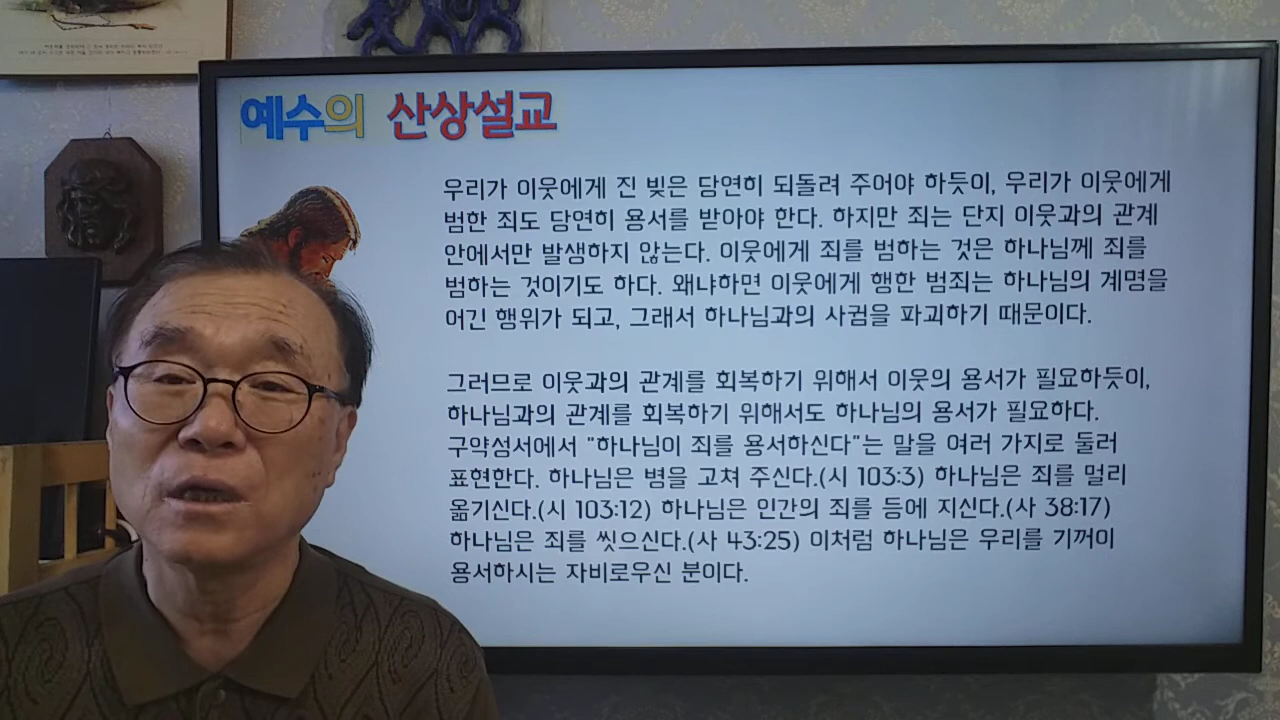 예수의 산상설교
우리가 이웃에게 진 빚은 담연히 되돌려 주어야 하듯이, 우리가 이웃에게
범한 죄도 담연히 용서를 받아야 한다. 하지만 죄는 단지 이웃과의 관계
안에서만 발생하지 않는다. 이웃에게 죄를 범하는 것은 하나님께 죄를
범하는 것이기도 하다. 왜냐하면 이웃에게 행한 범죄는 하나님의 계명을
어긴 행위가 되고, 그래서 하나님과의 사귐을 파괴하기 때문이다.
그러므로 이웃과의 관계를 회복하기 위해서 이웃의 용서가 필요하듯이,
하나님과의 관계를 회복하기 위해서도 하나님의 용서가 필요하다.
구약성서에서 "하나님이 죄를 용서하신다"는 말을 여러 가지로 둘러
표현한다. 하나님은 병을 고쳐 주신다.(시 103:3) 하나님은 죄를 멀리
옮기신다.(시 103:12) 하나님은 인간의 죄를 등에 지신다.(사 38:17)
하나님은 죄를 씻으신다.(사 43:25) 이처럼 하나님은 우리를 기꺼이
용서하시는 자비로우신 분이다.